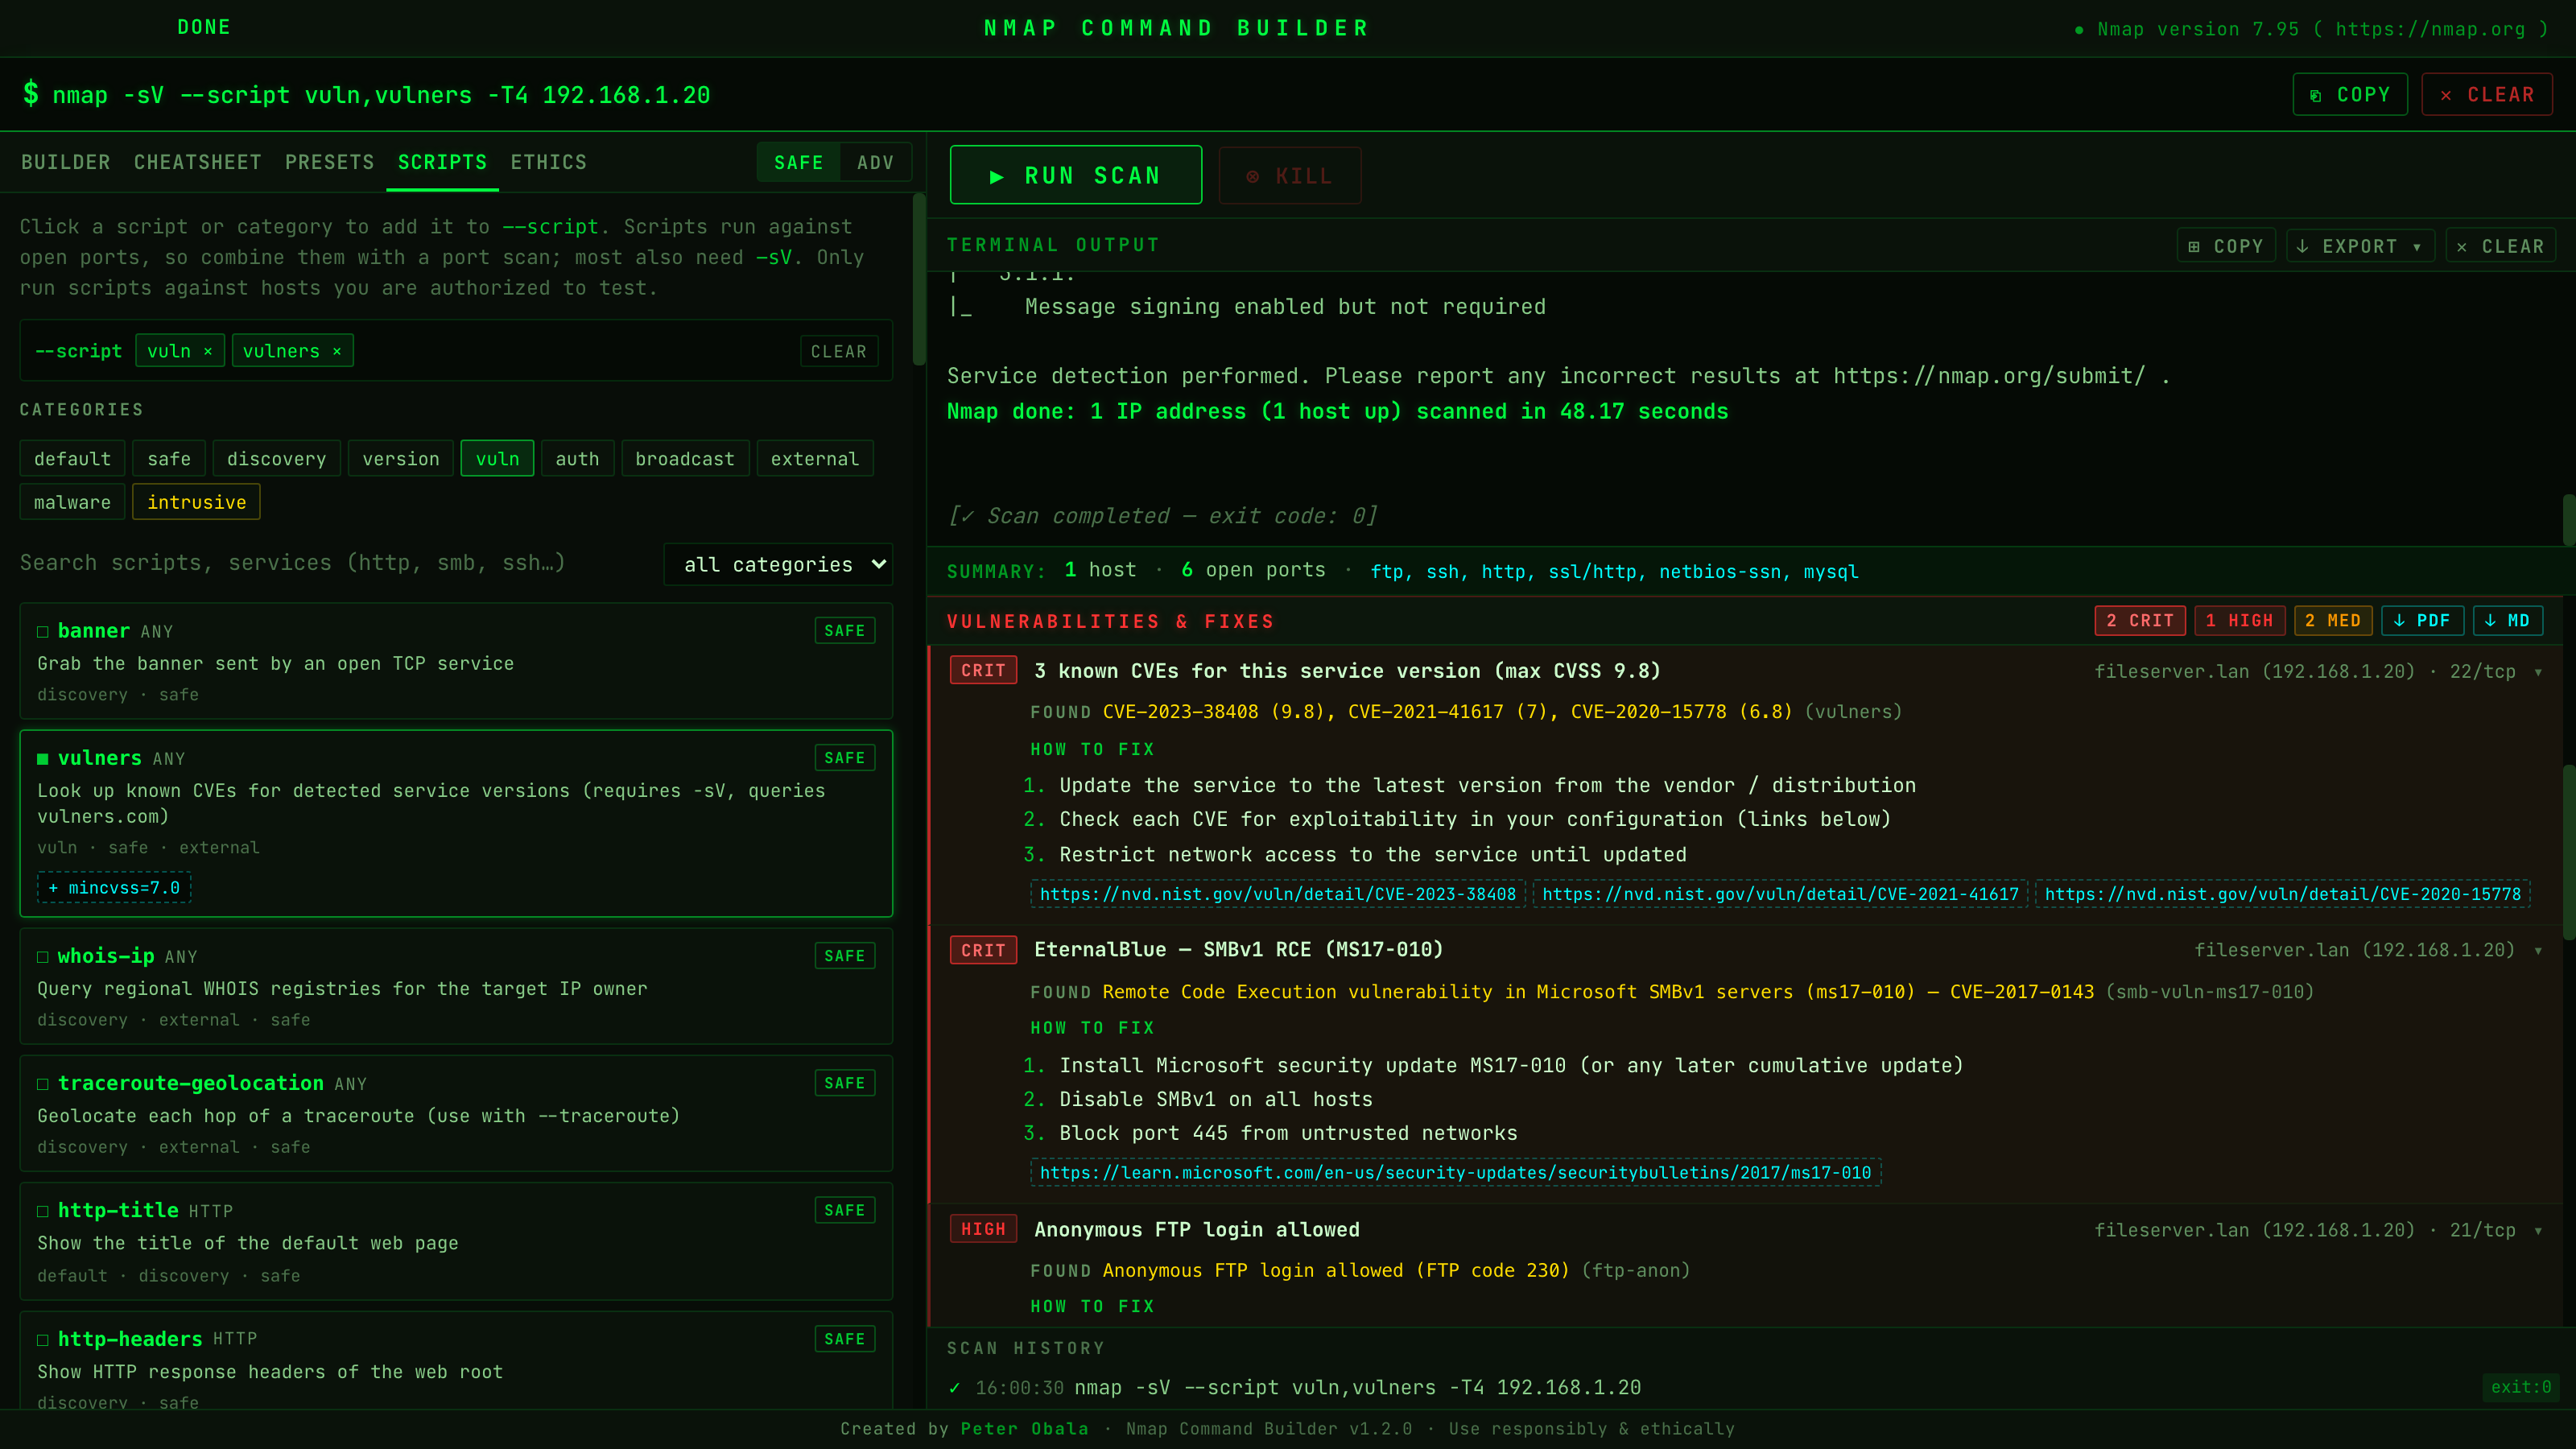 DONE
NMAP COMMAND BUILDER
● Nmap version 7.95 ( https://nmap.org )
$ nmap -sV --script vuln,vulners -T4 192.168.1.20
COPY
× CLEAR
BUILDER CHEATSHEET PRESETS SCRIPTS ETHICS
SAFE ADV
Click a script or category to add it to --script. Scripts run against
open ports, so combine them with a port scan; most also need -sV. Only
run scripts against hosts you are authorized to test.
--script vuln × vulners ×
CLEAR
CATEGORIES
default safe discovery version vuln auth broadcast external
malware intrusive
Search scripts, services (http, smb, ssh…)
all categories
□ banner ANY
SAFE
Grab the banner sent by an open TCP service
discovery · safe
■ vulners ANY
SAFE
Look up known CVEs for detected service versions (requires -sV, queries
vulners.com)
vuln · safe · external
+ mincvss=7.0
□ whois-ip ANY
SAFE
Query regional WHOIS registries for the target IP owner
discovery · external · safe
□ traceroute-geolocation ANY
SAFE
Geolocate each hop of a traceroute (use with --traceroute)
discovery · external · safe
□ http-title HTTP
SAFE
Show the title of the default web page
default · discovery · safe
□ http-headers HTTP
SAFE
Show HTTP response headers of the web root
discovery · safe
▶ RUN SCAN
⊗ KILL
TERMINAL OUTPUT
⊞ COPY
↓ EXPORT ▾
× CLEAR
| 3.1.1:
|_    Message signing enabled but not required
Service detection performed. Please report any incorrect results at https://nmap.org/submit/ .
Nmap done: 1 IP address (1 host up) scanned in 48.17 seconds
[✓ Scan completed — exit code: 0]
SUMMARY: 1 host · 6 open ports · ftp, ssh, http, ssl/http, netbios-ssn, mysql
VULNERABILITIES & FIXES
2 CRIT 1 HIGH 2 MED ↓ PDF ↓ MD
CRIT 3 known CVEs for this service version (max CVSS 9.8)
fileserver.lan (192.168.1.20) · 22/tcp ▾
FOUND CVE-2023-38408 (9.8), CVE-2021-41617 (7), CVE-2020-15778 (6.8) (vulners)
HOW TO FIX
1. Update the service to the latest version from the vendor / distribution
2. Check each CVE for exploitability in your configuration (links below)
3. Restrict network access to the service until updated
https://nvd.nist.gov/vuln/detail/CVE-2023-38408 https://nvd.nist.gov/vuln/detail/CVE-2021-41617 https://nvd.nist.gov/vuln/detail/CVE-2020-15778
CRIT EternalBlue — SMBv1 RCE (MS17-010)
fileserver.lan (192.168.1.20) ▾
FOUND Remote Code Execution vulnerability in Microsoft SMBv1 servers (ms17-010) — CVE-2017-0143 (smb-vuln-ms17-010)
HOW TO FIX
1. Install Microsoft security update MS17-010 (or any later cumulative update)
2. Disable SMBv1 on all hosts
3. Block port 445 from untrusted networks
https://learn.microsoft.com/en-us/security-updates/securitybulletins/2017/ms17-010
HIGH Anonymous FTP login allowed
fileserver.lan (192.168.1.20) · 21/tcp ▾
FOUND Anonymous FTP login allowed (FTP code 230) (ftp-anon)
HOW TO FIX
SCAN HISTORY
✓ 16:00:30 nmap -sV --script vuln,vulners -T4 192.168.1.20
exit:0
Created by Peter Obala · Nmap Command Builder v1.2.0 · Use responsibly & ethically